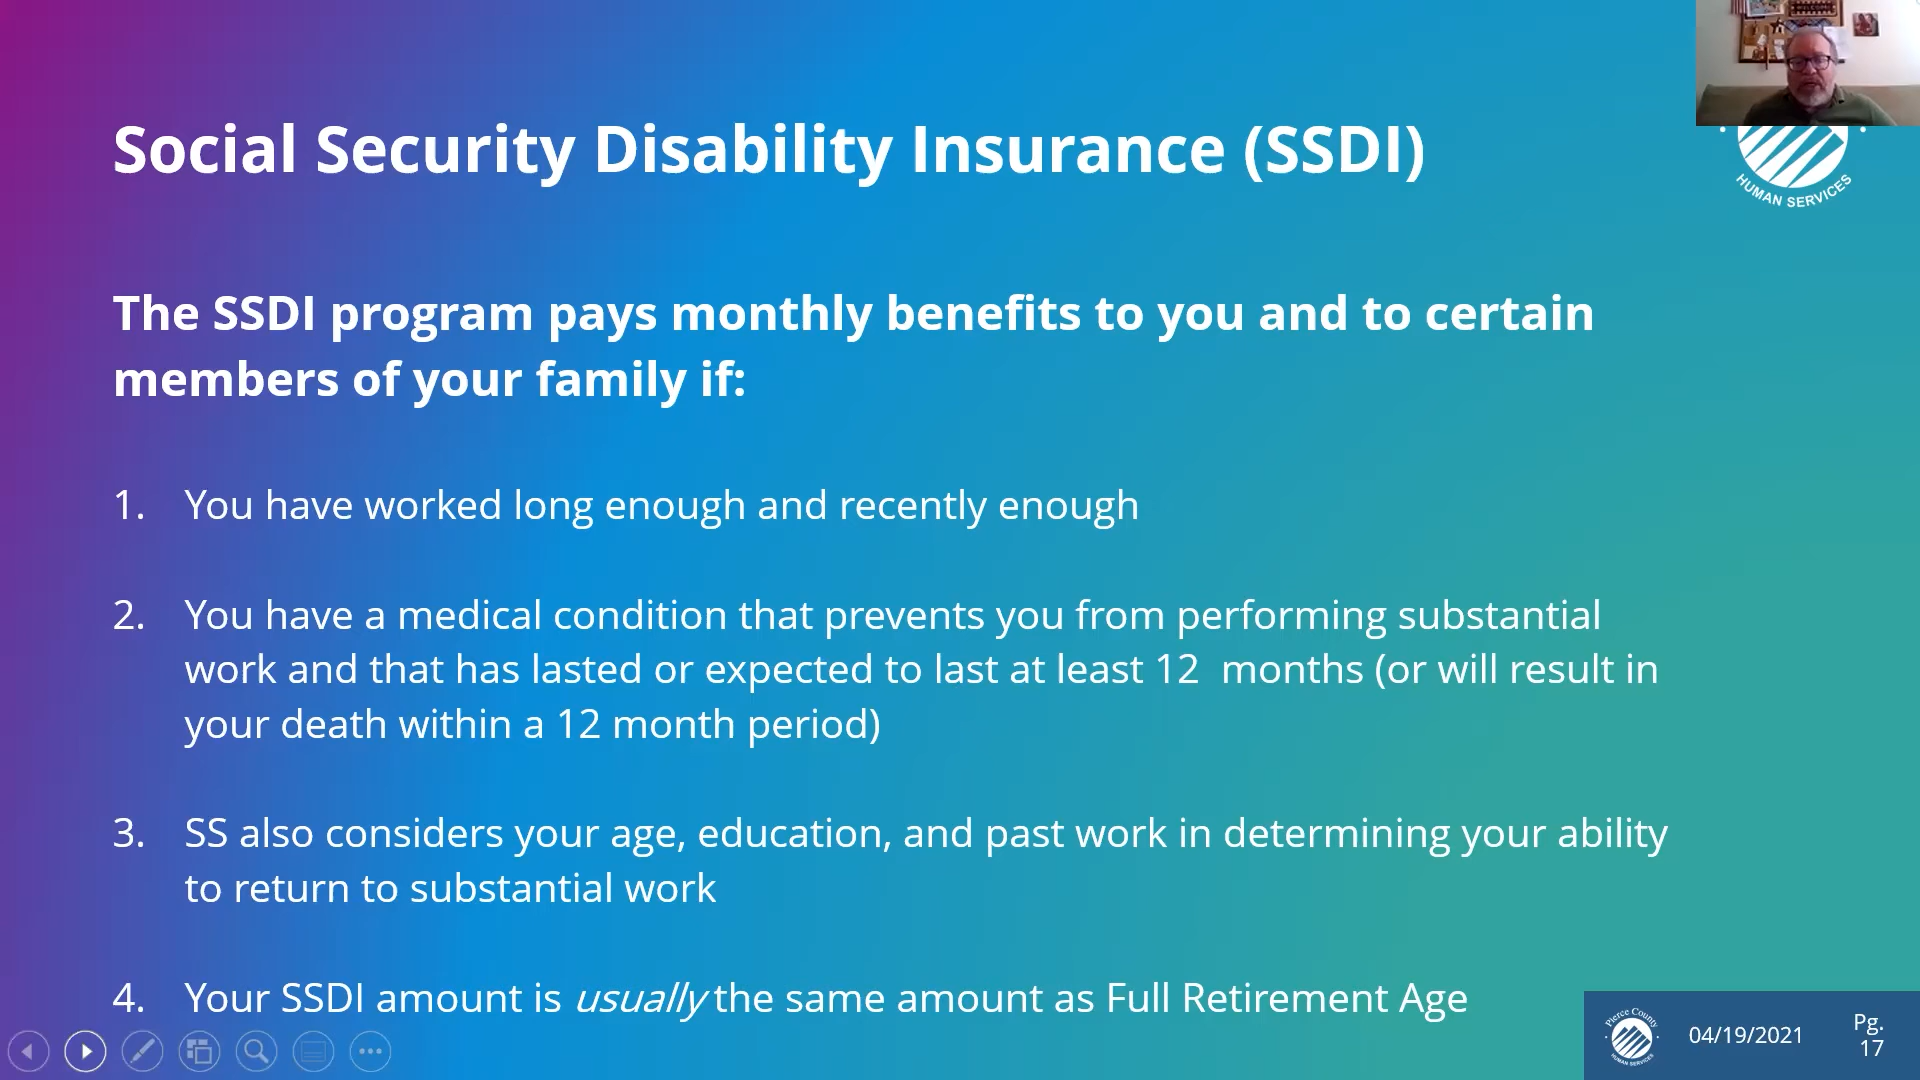 Social Security Disability Insurance (SSDI)
HUMAN SERVICES
The SSDI program pays monthly benefits to you and to certain
members of your family if:
1. You have worked long enough and recently enough
2. You have a medical condition that prevents you from performing substantial
work and that has lasted or expected to last at least 12  months (or will result in
your death within a 12 month period)
3. SS also considers your age, education, and past work in determining your ability
to return to substantial work
4. Your SSDI amount is usually the same amount as Full Retirement Age
Pierce County
HUMAN SERVICES
04/19/2021
Pg.
17